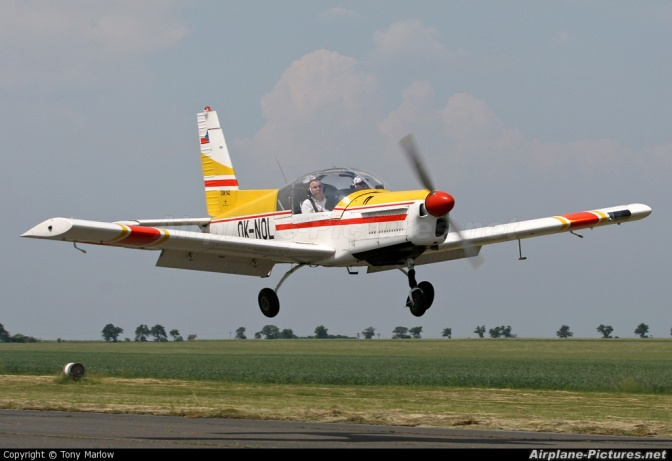 OK-NOL
Copyright © Tony Marlow
Airplane-Pictures.net